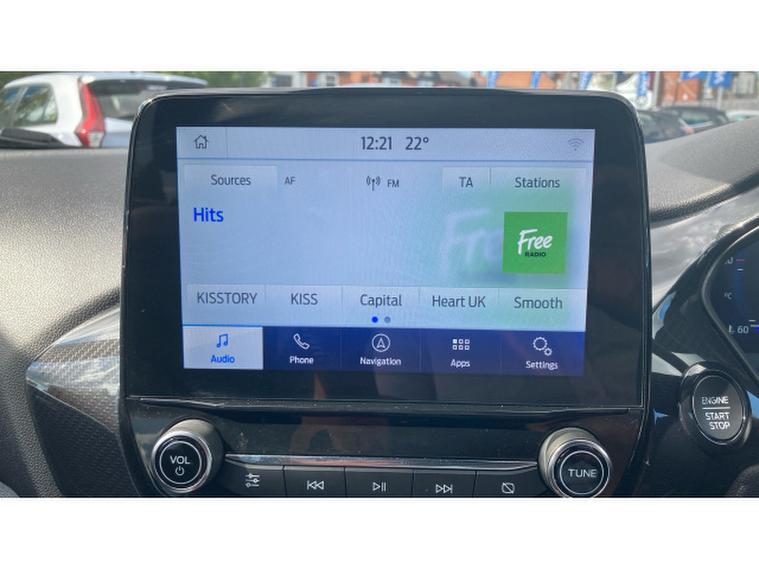 12:21 22°
Sources AF FM TA Stations
Hits
Free
RADIO
KISSTORY KISS Capital Heart UK Smooth
Audio Phone Navigation Apps Settings
VOL
TUNE
ENGINE
START
STOP
°C
60